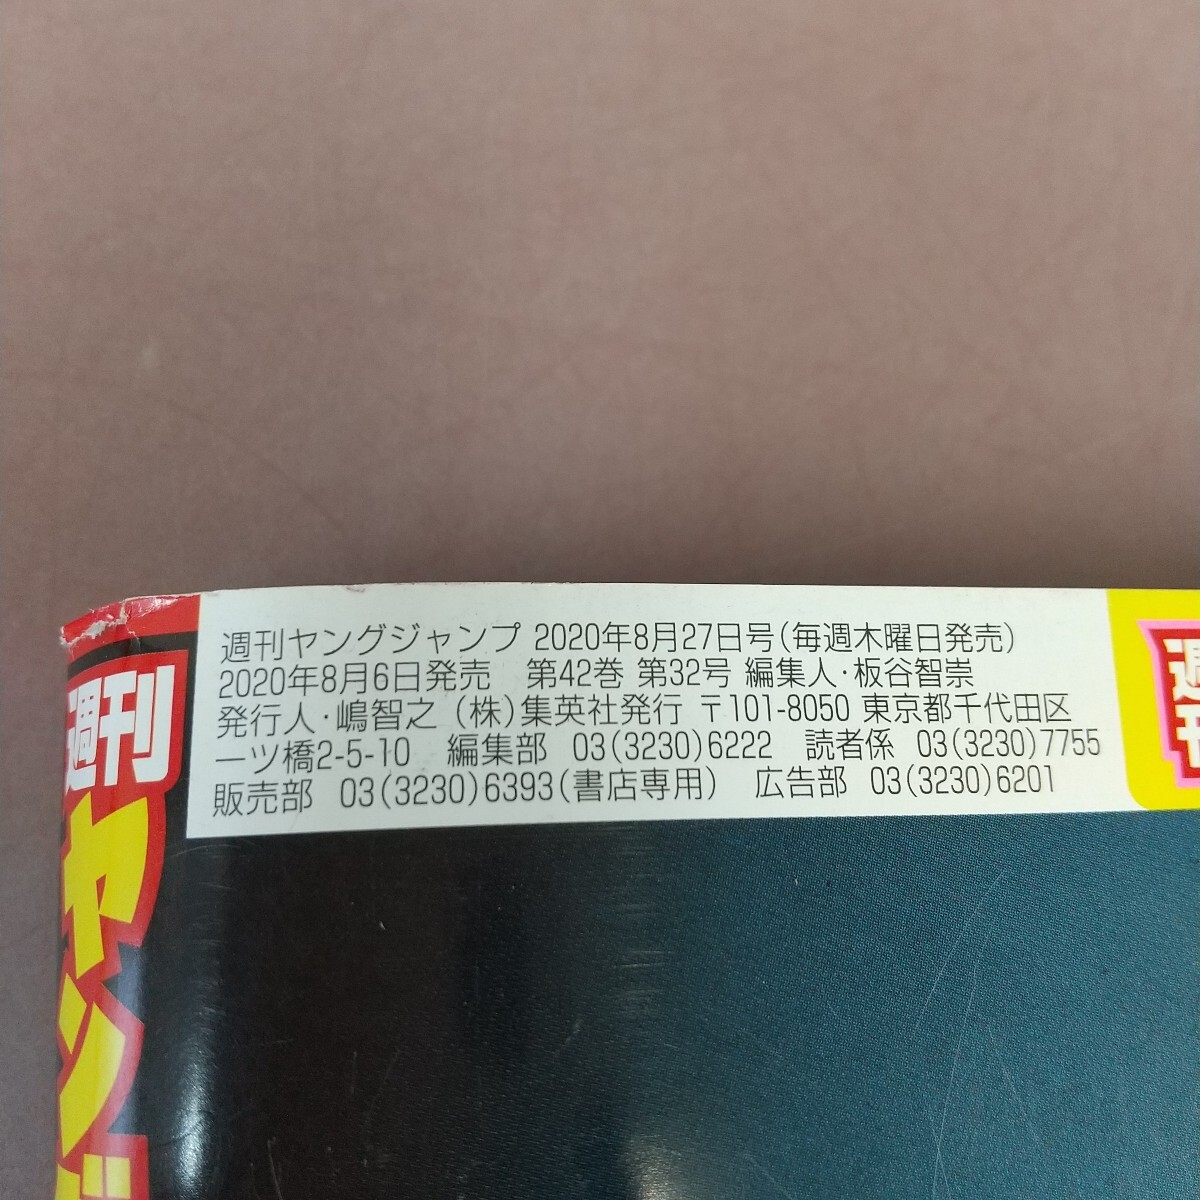 週刊ヤングジャンプ 2020年8月27日号(毎週木曜日発売)
2020年8月6日発売 第42巻 第32号 編集人・板谷智崇
発行人・嶋智之 (株)集英社発行 〒101-8050 東京都千代田区
一ツ橋2-5-10 編集部 03(3230)6222 読者係 03(3230)7755
販売部 03(3230)6393(書店専用) 広告部 03(3230)6201
週刊
ヤング
週刊